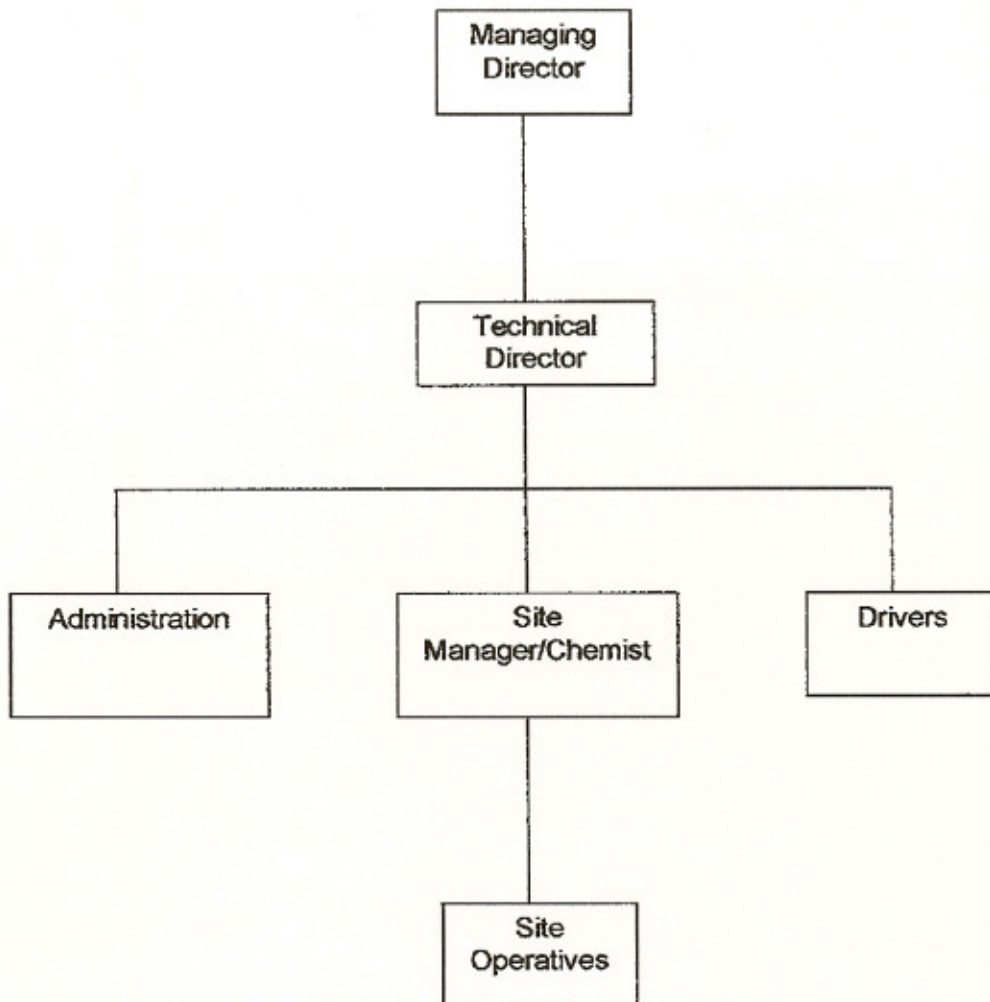 Managing
Director
Technical
Director
Administration
Site
Manager/Chemist
Drivers
Site
Operatives